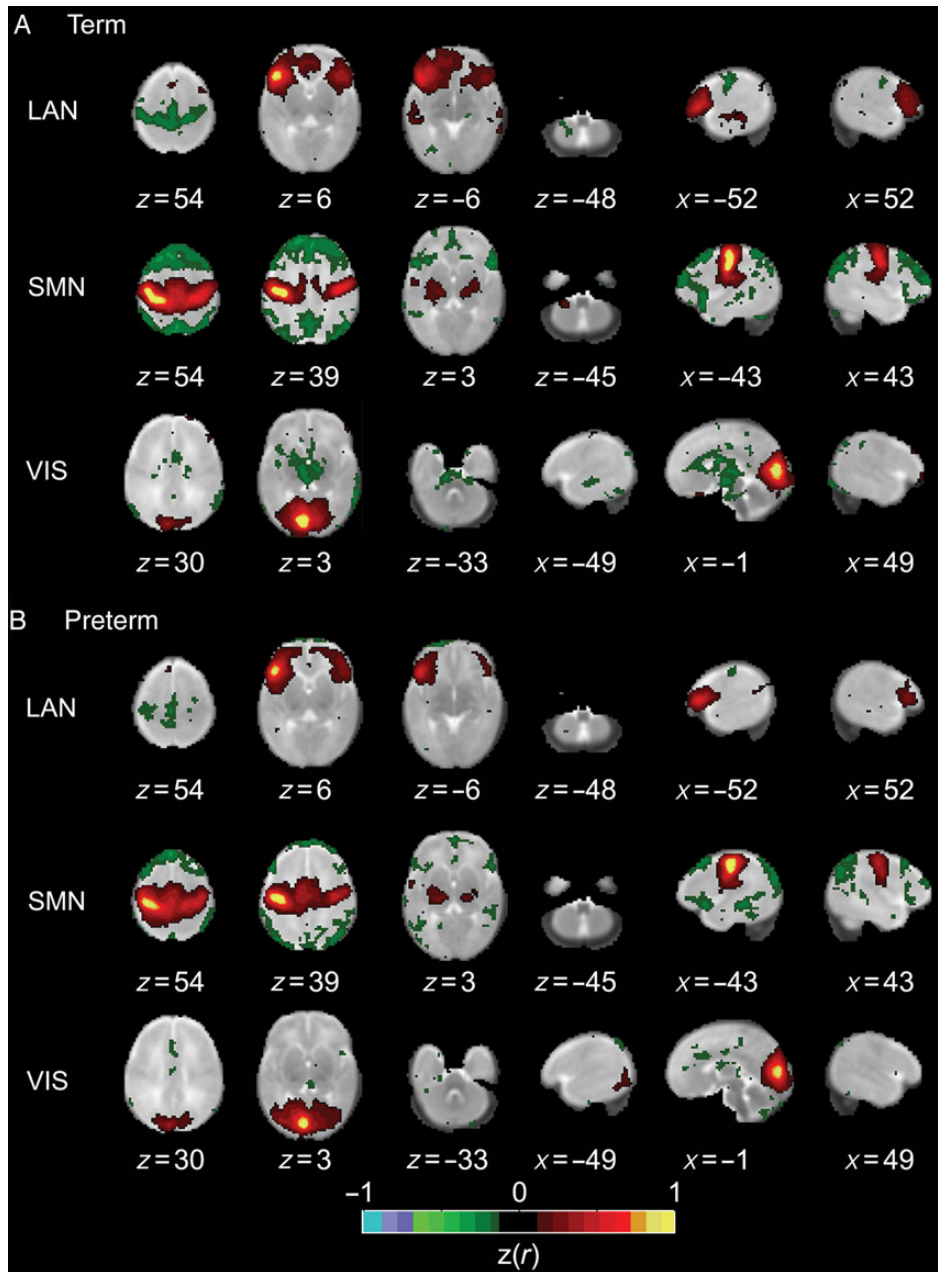 A Term
LAN
z=54 z=6 z=–6 z=–48 x=–52 x=52
SMN
z=54 z=39 z=3 z=–45 x=–43 x=43
VIS
z=30 z=3 z=–33 x=–49 x=–1 x=49
B Preterm
LAN
z=54 z=6 z=–6 z=–48 x=–52 x=52
SMN
z=54 z=39 z=3 z=–45 x=–43 x=43
VIS
z=30 z=3 z=–33 x=–49 x=–1 x=49
–1 0 1
z(r)